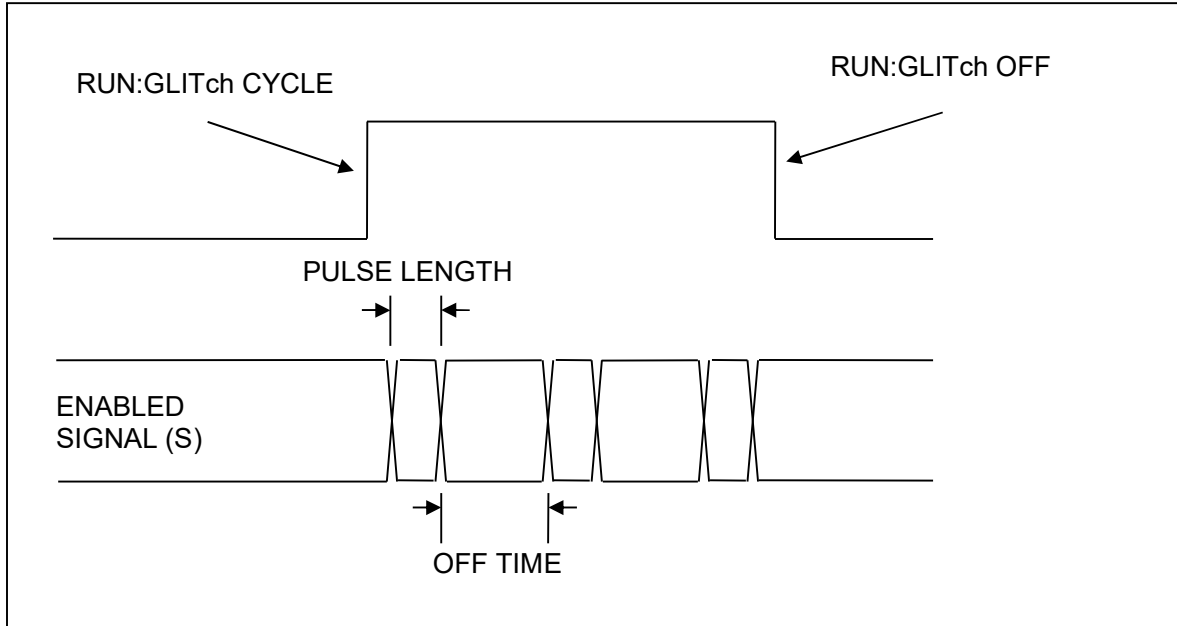 RUN:GLITch CYCLE
RUN:GLITch OFF
PULSE LENGTH
ENABLED
SIGNAL (S)
OFF TIME